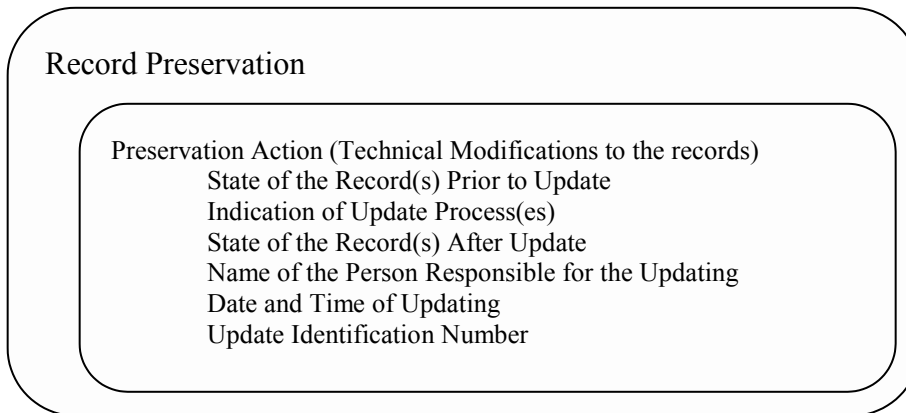 Record Preservation
Preservation Action (Technical Modifications to the records)
State of the Record(s) Prior to Update
Indication of Update Process(es)
State of the Record(s) After Update
Name of the Person Responsible for the Updating
Date and Time of Updating
Update Identification Number